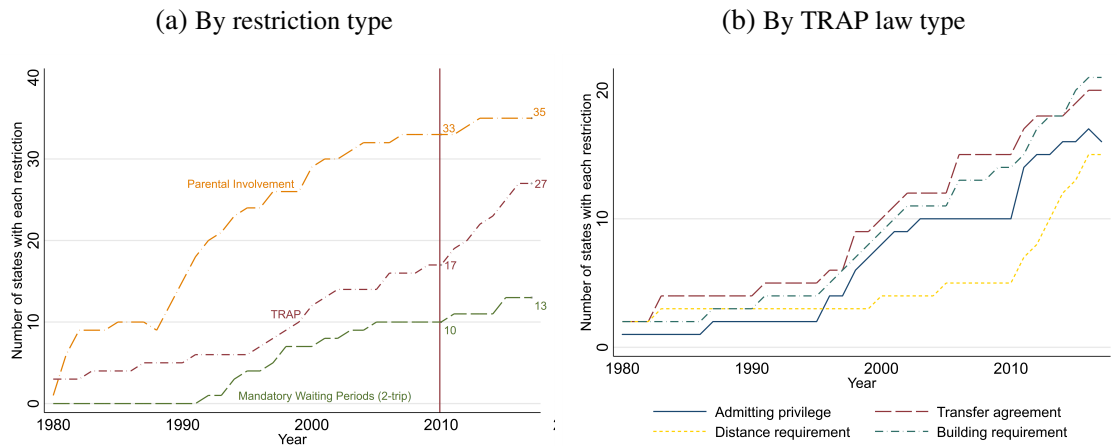 (a) By restriction type
Number of states with each restriction
40
30
20
10
0
Parental Involvement
33
35
TRAP
17
27
Mandatory Waiting Periods (2-trip)
10
13
1980
1990
2000
2010
Year
(b) By TRAP law type
Number of states with each restriction
20
10
0
1980
1990
2000
2010
Year
Admitting privilege
Transfer agreement
Distance requirement
Building requirement